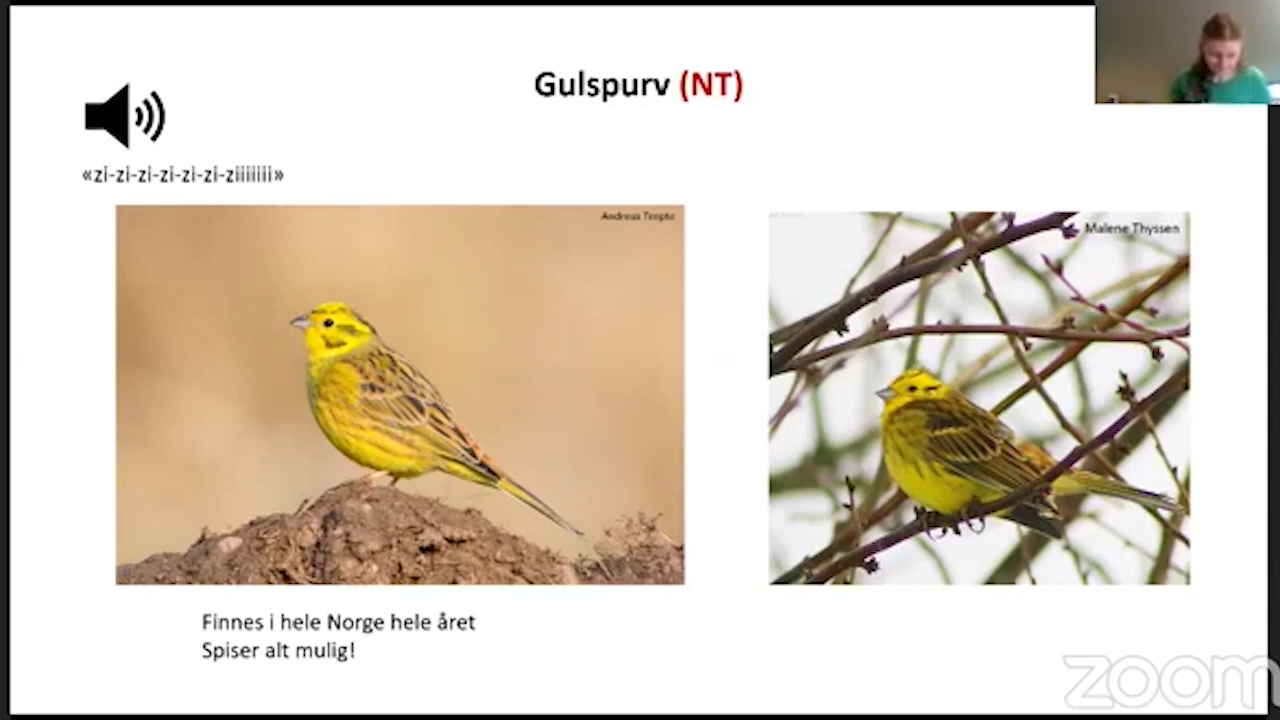 Gulspurv (NT)
«zi-zi-zi-zi-zi-zi-ziiiiiii»
Andreas Trepte
Malene Thyssen
Finnes i hele Norge hele året
Spiser alt mulig!
zoom